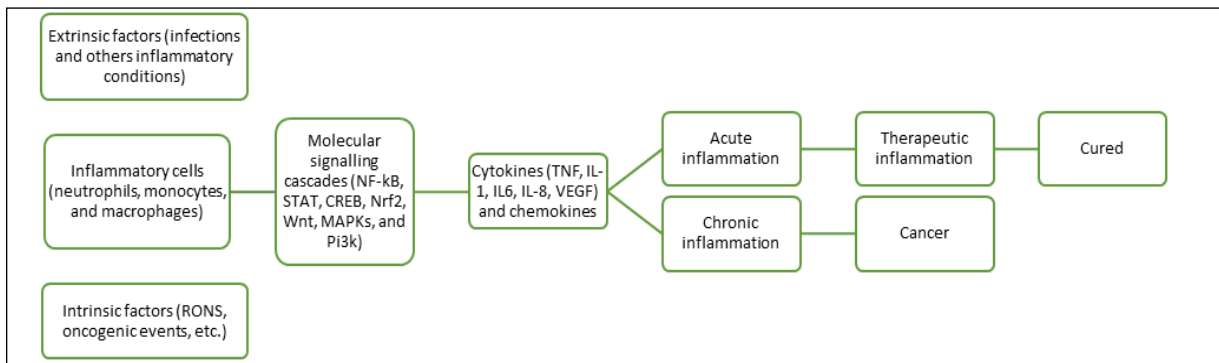 Extrinsic factors (infections
and others inflammatory
conditions)
Inflammatory cells
(neutrophils, monocytes,
and macrophages)
Intrinsic factors (RONS,
oncogenic events, etc.)
Molecular
signalling
cascades (NF-kB,
STAT, CREB, Nrf2,
Wnt, MAPKs, and
Pi3k)
Cytokines (TNF, IL-
1, IL6, IL-8, VEGF)
and chemokines
Acute
inflammation
Therapeutic
inflammation
Cured
Chronic
inflammation
Cancer